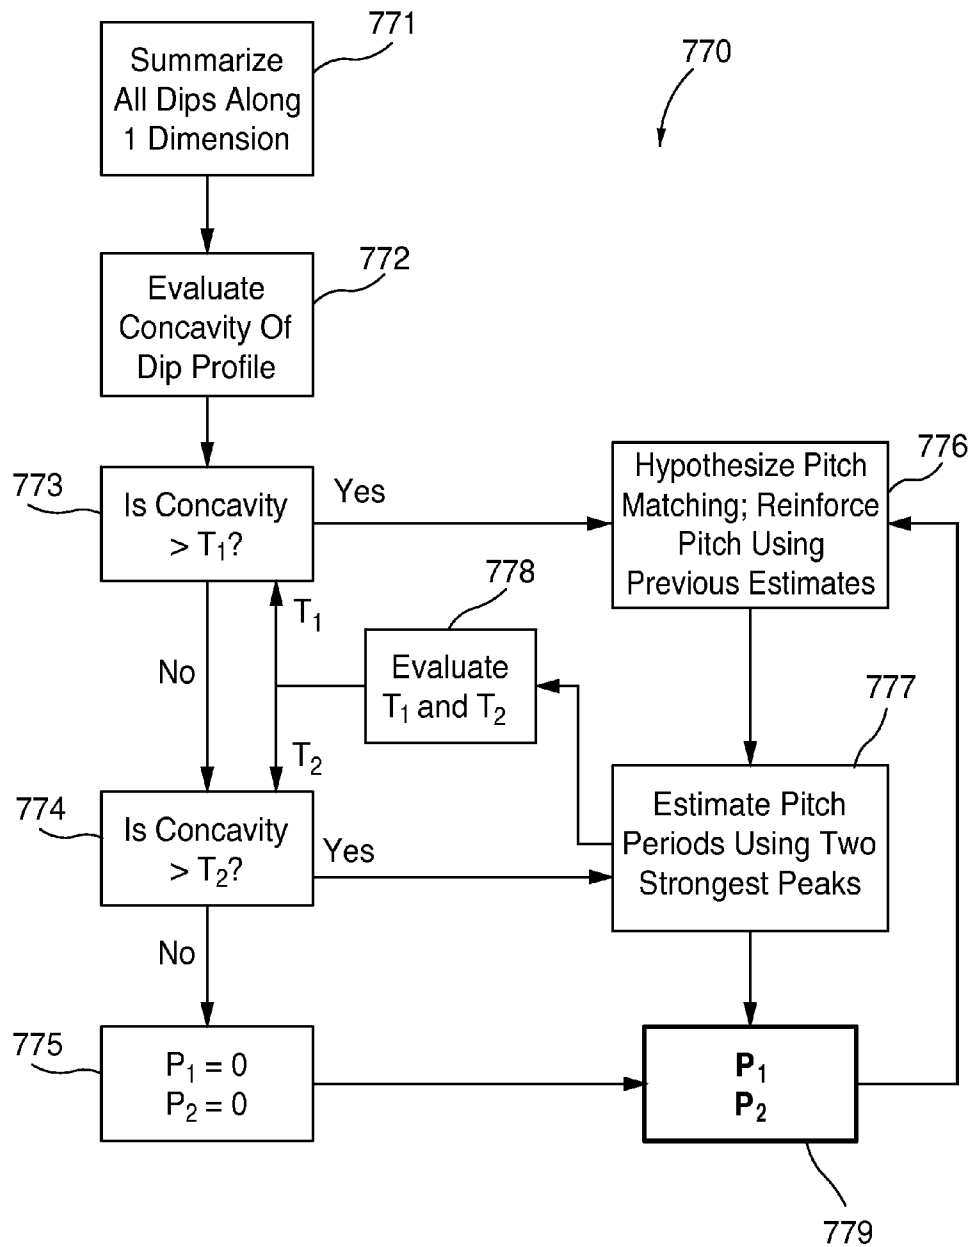 771
Summarize
All Dips Along
1 Dimension
770
772
Evaluate
Concavity Of
Dip Profile
773
Is Concavity
> T1?
Yes
776
Hypothesize Pitch
Matching; Reinforce
Pitch Using
Previous Estimates
778
T1
No
Evaluate
T1 and T2
T2
777
Estimate Pitch
Periods Using Two
Strongest Peaks
774
Is Concavity
> T2?
Yes
No
775
P1 = 0
P2 = 0
P1
P2
779